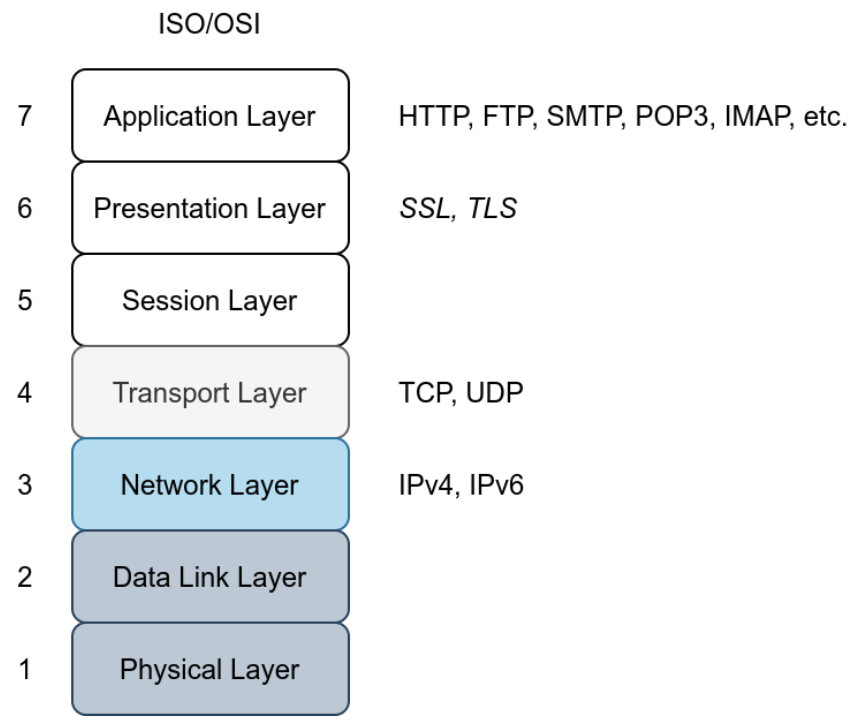 ISO/OSI
7 Application Layer HTTP, FTP, SMTP, POP3, IMAP, etc.
6 Presentation Layer SSL, TLS
5 Session Layer
4 Transport Layer TCP, UDP
3 Network Layer IPv4, IPv6
2 Data Link Layer
1 Physical Layer